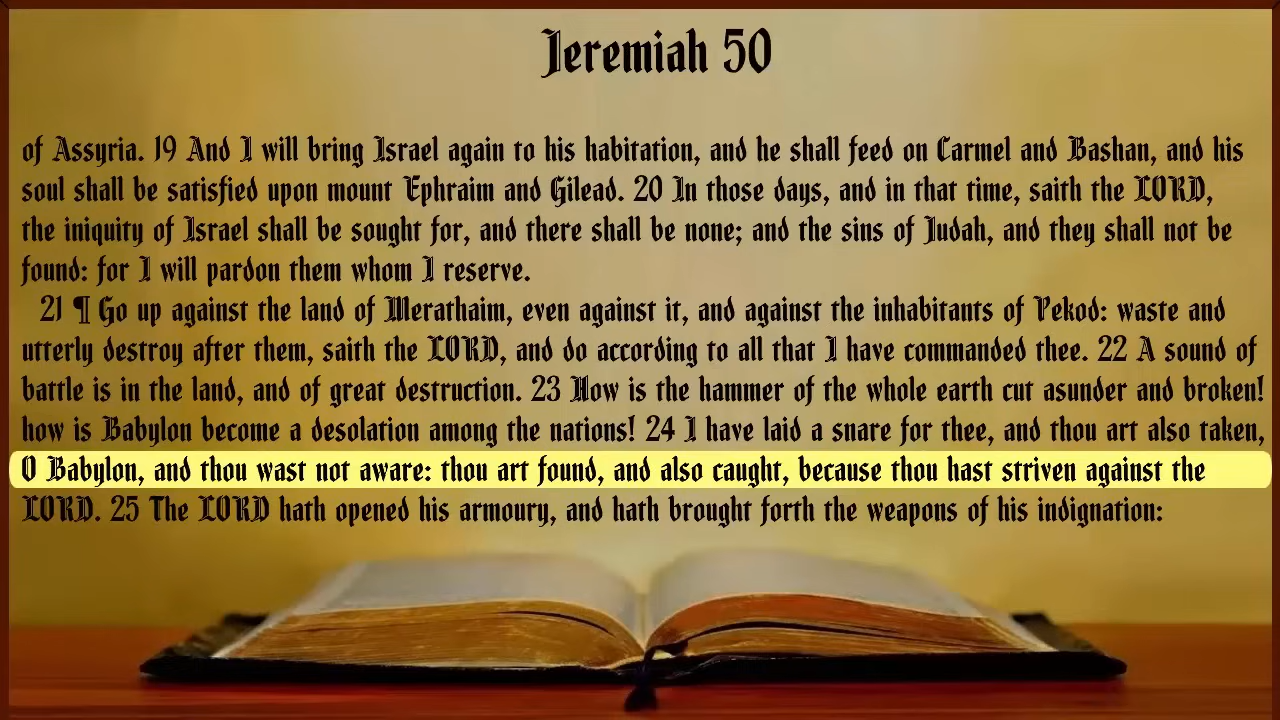 Jeremiah 50
of Assyria. 19 And I will bring Israel again to his habitation, and he shall feed on Carmel and Bashan, and his
soul shall be satisfied upon mount Ephraim and Gilead. 20 In those days, and in that time, saith the LORD,
the iniquity of Israel shall be sought for, and there shall be none; and the sins of Judah, and they shall not be
found: for I will pardon them whom I reserve.
21 ¶ Go up against the land of Merathaim, even against it, and against the inhabitants of Pekod: waste and
utterly destroy after them, saith the LORD, and do according to all that I have commanded thee. 22 A sound of
battle is in the land, and of great destruction. 23 How is the hammer of the whole earth cut asunder and broken!
how is Babylon become a desolation among the nations! 24 I have laid a snare for thee, and thou art also taken,
O Babylon, and thou wast not aware: thou art found, and also caught, because thou hast striven against the
LORD. 25 The LORD hath opened his armoury, and hath brought forth the weapons of his indignation: